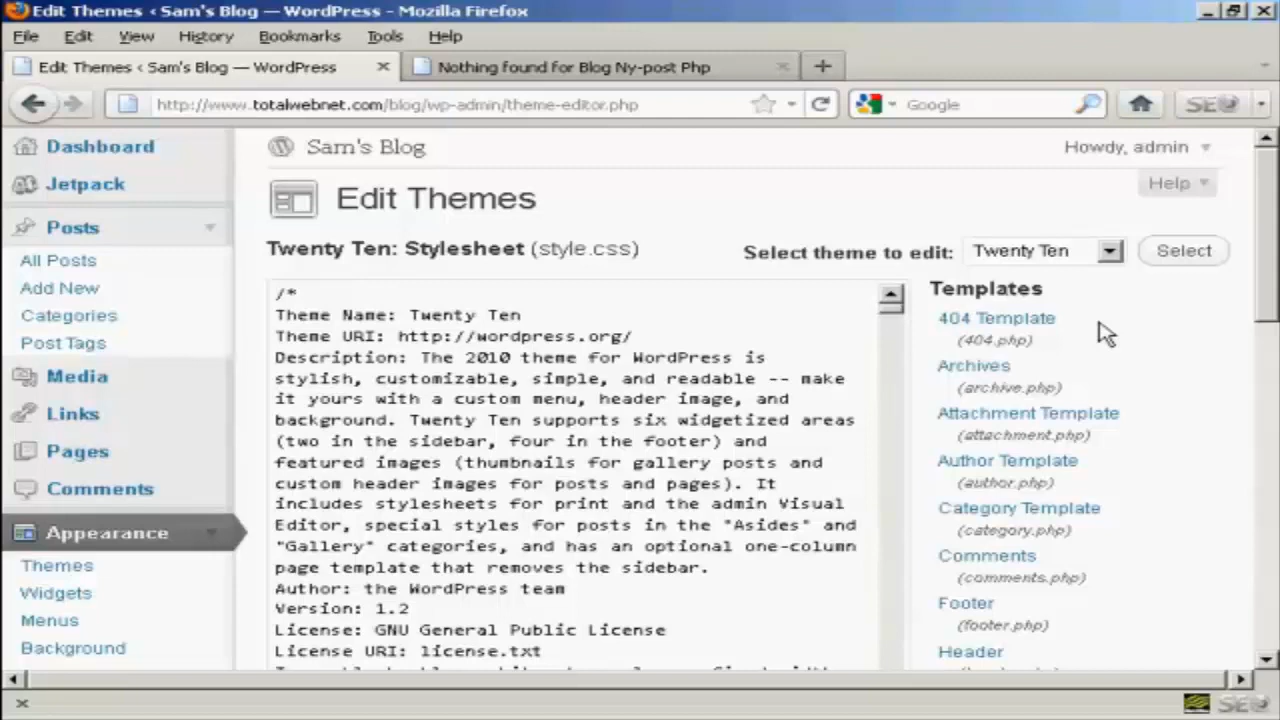 Edit Themes ‹ Sam's Blog — WordPress - Mozilla Firefox
File Edit View History Bookmarks Tools Help
Edit Themes ‹ Sam's Blog — WordPress
Nothing found for Blog Ny-post Php
http://www.totalwebnet.com/blog/wp-admin/theme-editor.php
Google
SEO
Dashboard
Jetpack
Posts
All Posts
Add New
Categories
Post Tags
Media
Links
Pages
Comments
Appearance
Themes
Widgets
Menus
Background
Sam's Blog
Howdy, admin
Help
Edit Themes
Twenty Ten: Stylesheet (style.css)
Select theme to edit: Twenty Ten Select
/*
Theme Name: Twenty Ten
Theme URI: http://wordpress.org/
Description: The 2010 theme for WordPress is
stylish, customizable, simple, and readable -- make
it yours with a custom menu, header image, and
background. Twenty Ten supports six widgetized areas
(two in the sidebar, four in the footer) and
featured images (thumbnails for gallery posts and
custom header images for posts and pages). It
includes stylesheets for print and the admin Visual
Editor, special styles for posts in the "Asides" and
"Gallery" categories, and has an optional one-column
page template that removes the sidebar.
Author: the WordPress team
Version: 1.2
License: GNU General Public License
License URI: license.txt
Templates
404 Template
(404.php)
Archives
(archive.php)
Attachment Template
(attachment.php)
Author Template
(author.php)
Category Template
(category.php)
Comments
(comments.php)
Footer
(footer.php)
Header
SEO